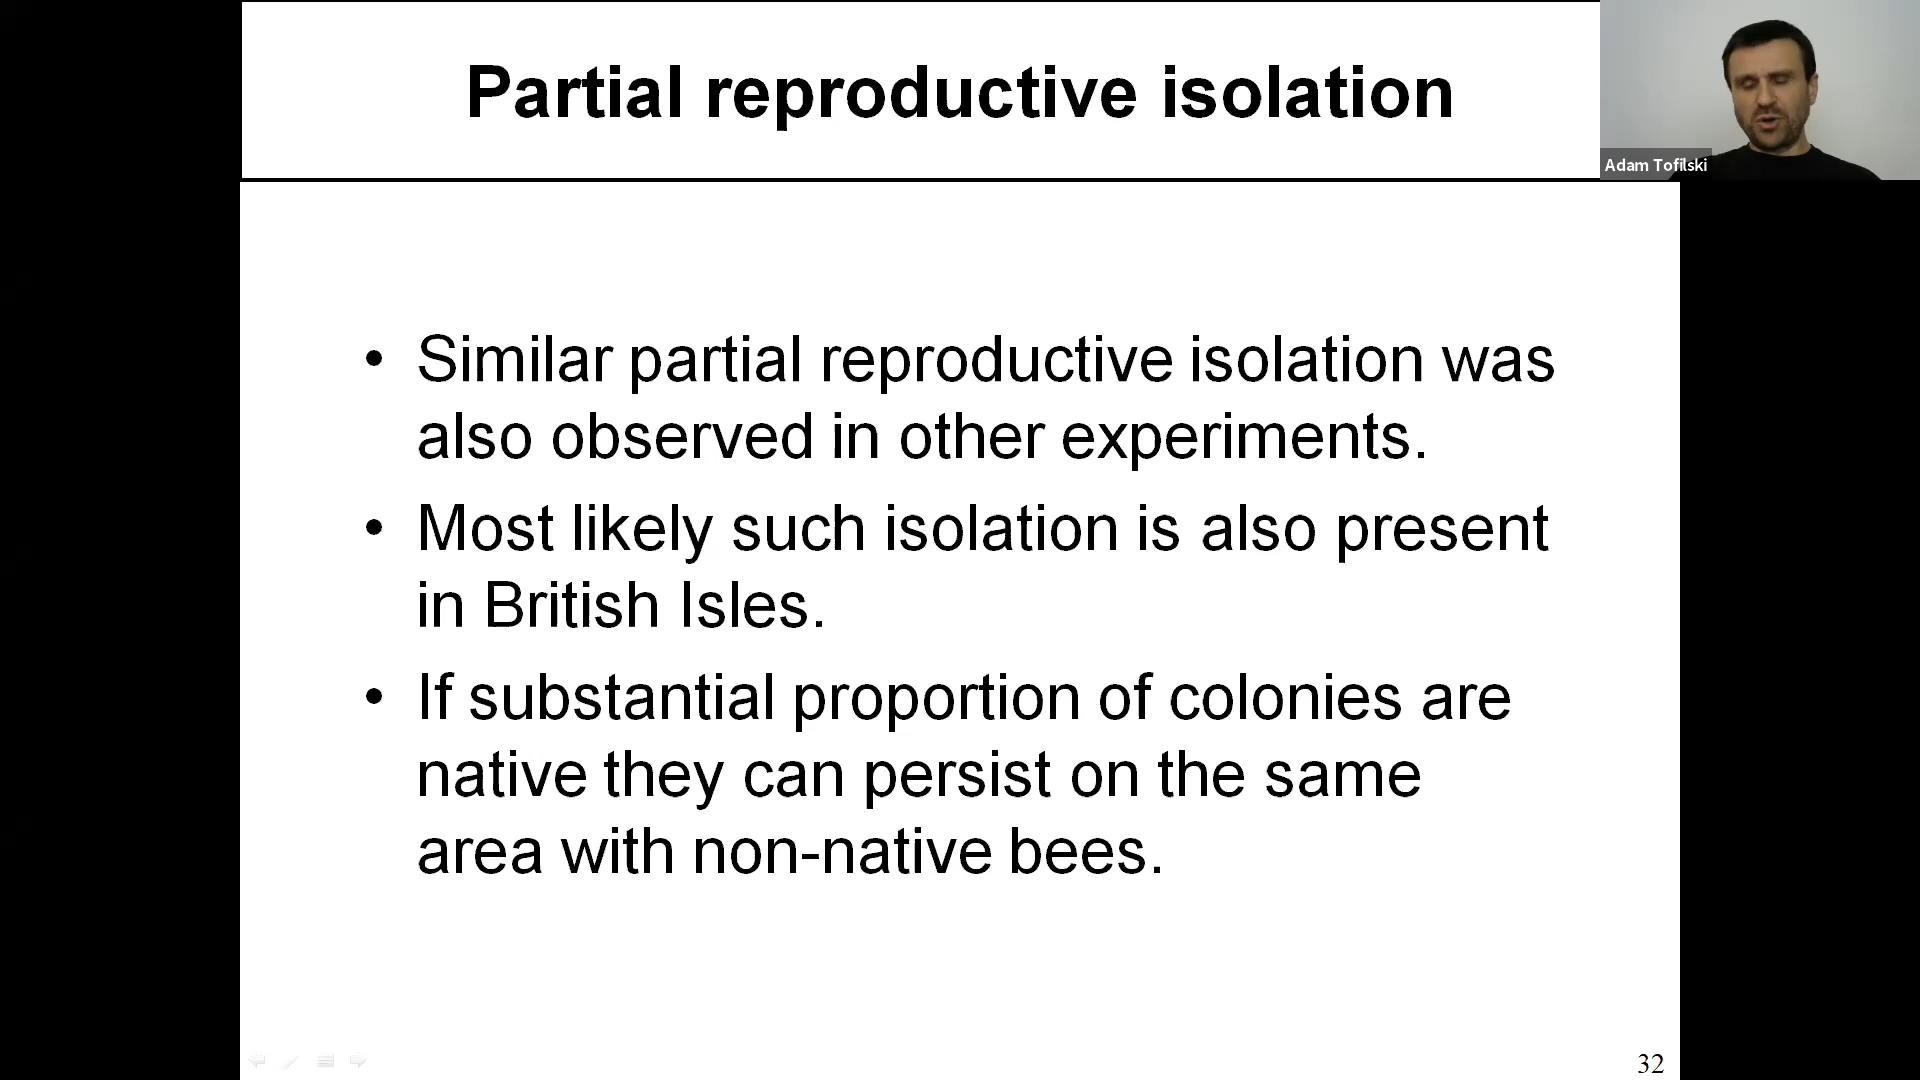 Partial reproductive isolation
Adam Tofilski
• Similar partial reproductive isolation was
also observed in other experiments.
• Most likely such isolation is also present
in British Isles.
• If substantial proportion of colonies are
native they can persist on the same
area with non-native bees.
32